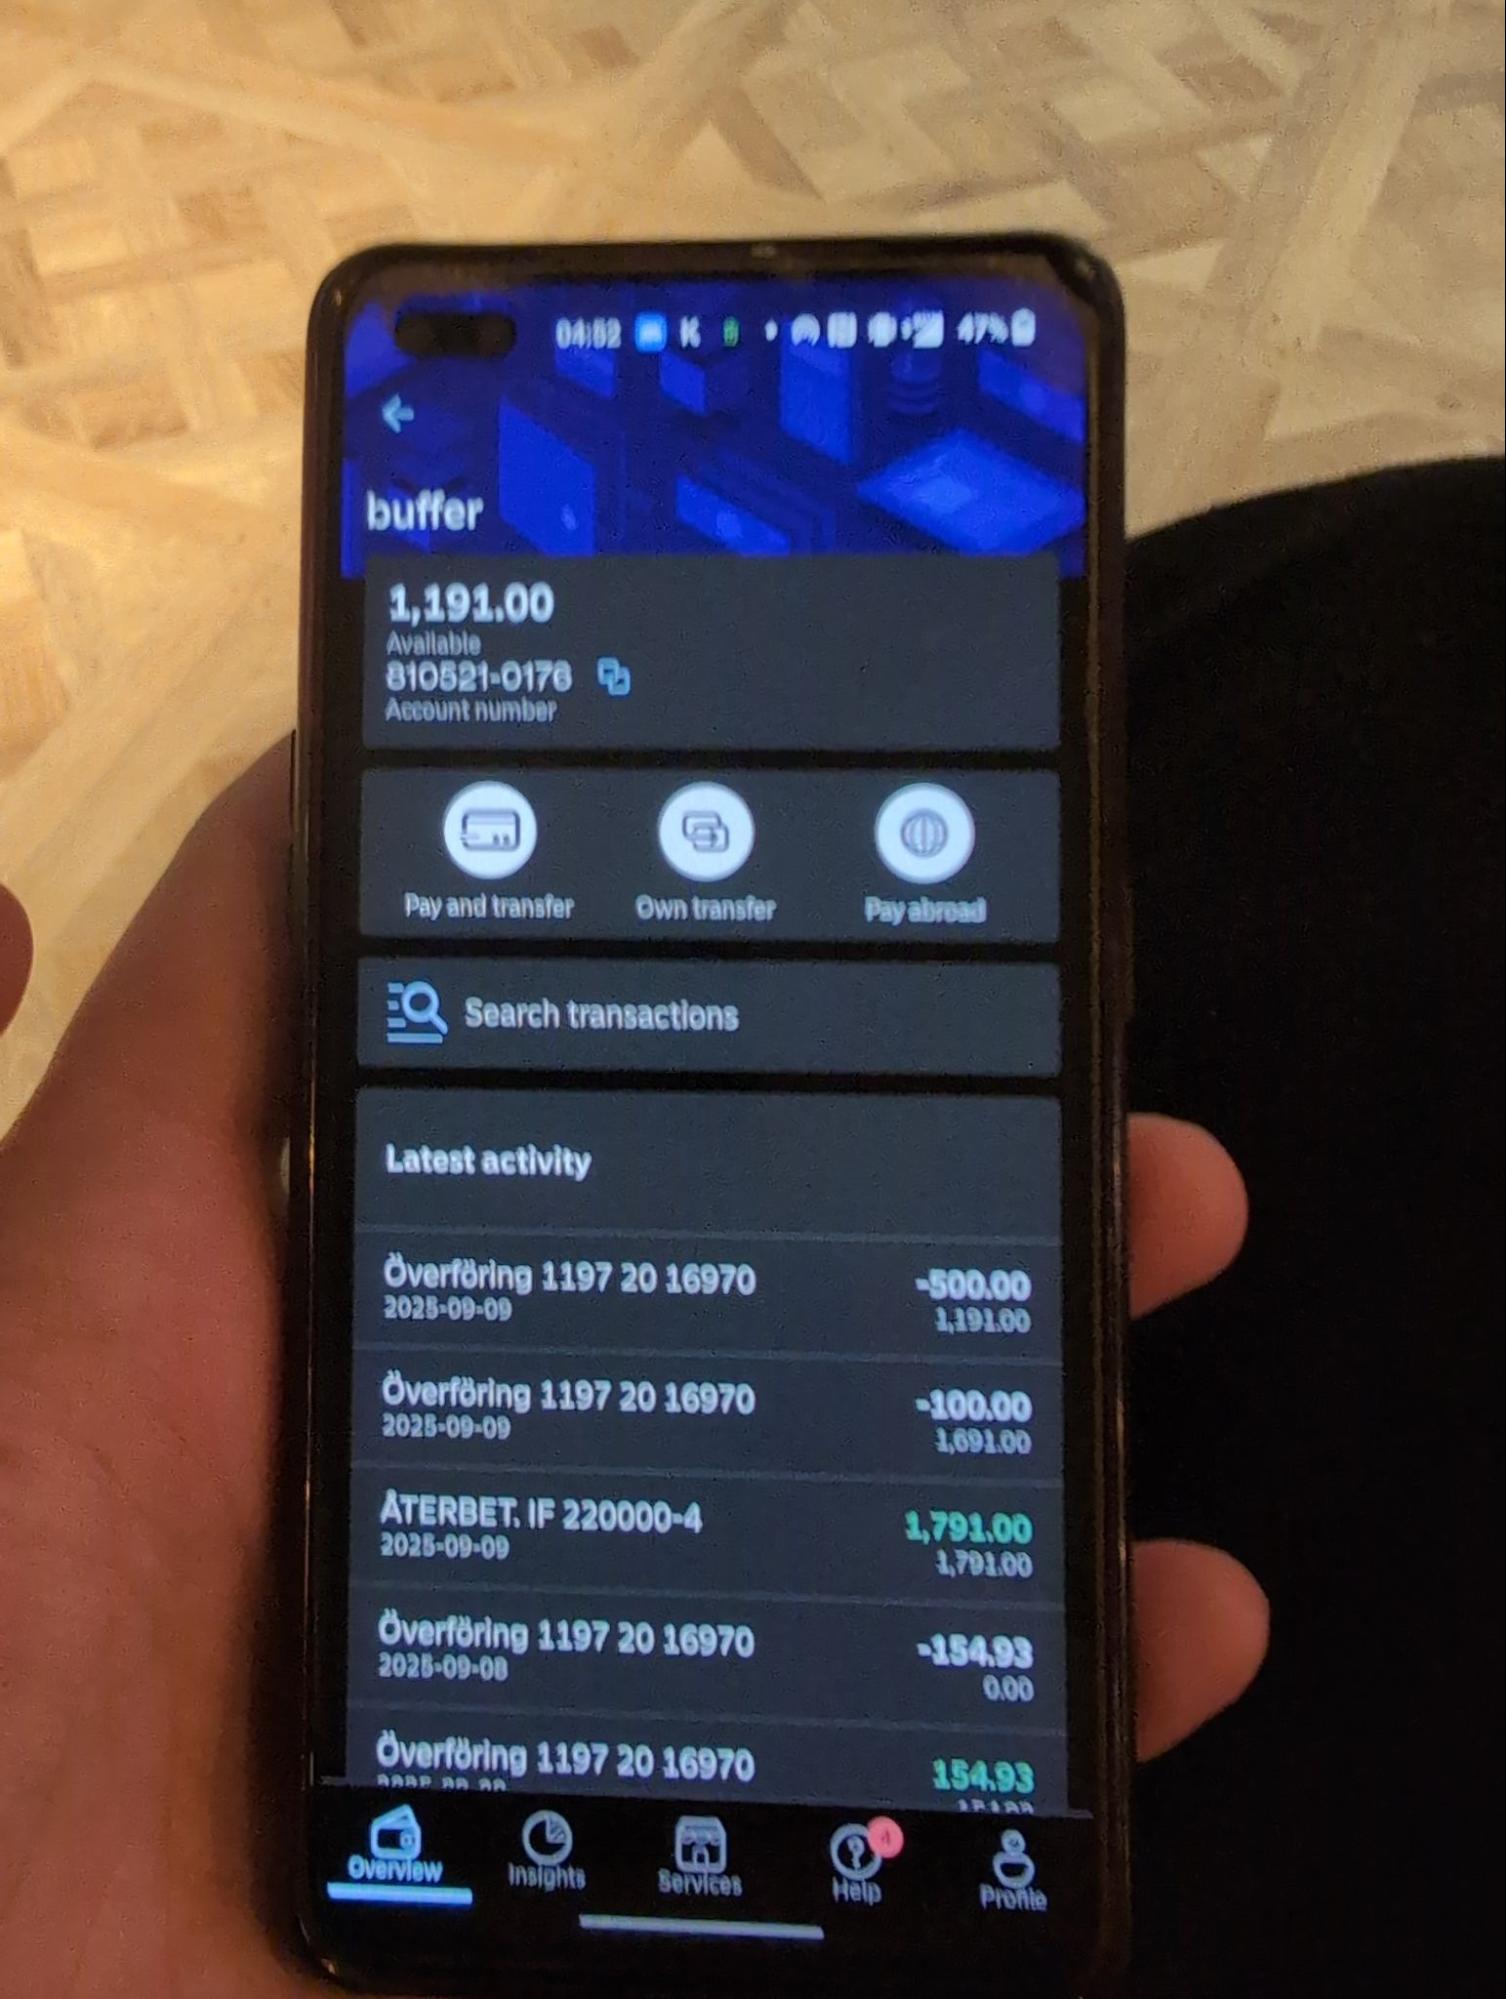 04:52 K 47%
buffer
1,191.00
Available
810521-0176
Account number
Pay and transfer Own transfer Pay abroad
Search transactions
Latest activity
Överföring 1197 20 16970 -500.00
2025-09-09 1,191.00
Överföring 1197 20 16970 -100.00
2025-09-09 1,691.00
ÅTERBET. IF 220000-4 1,791.00
2025-09-09 1,791.00
Överföring 1197 20 16970 -154.93
2025-09-08 0.00
Överföring 1197 20 16970 154.93
4
Overview Insights Services Help Profile